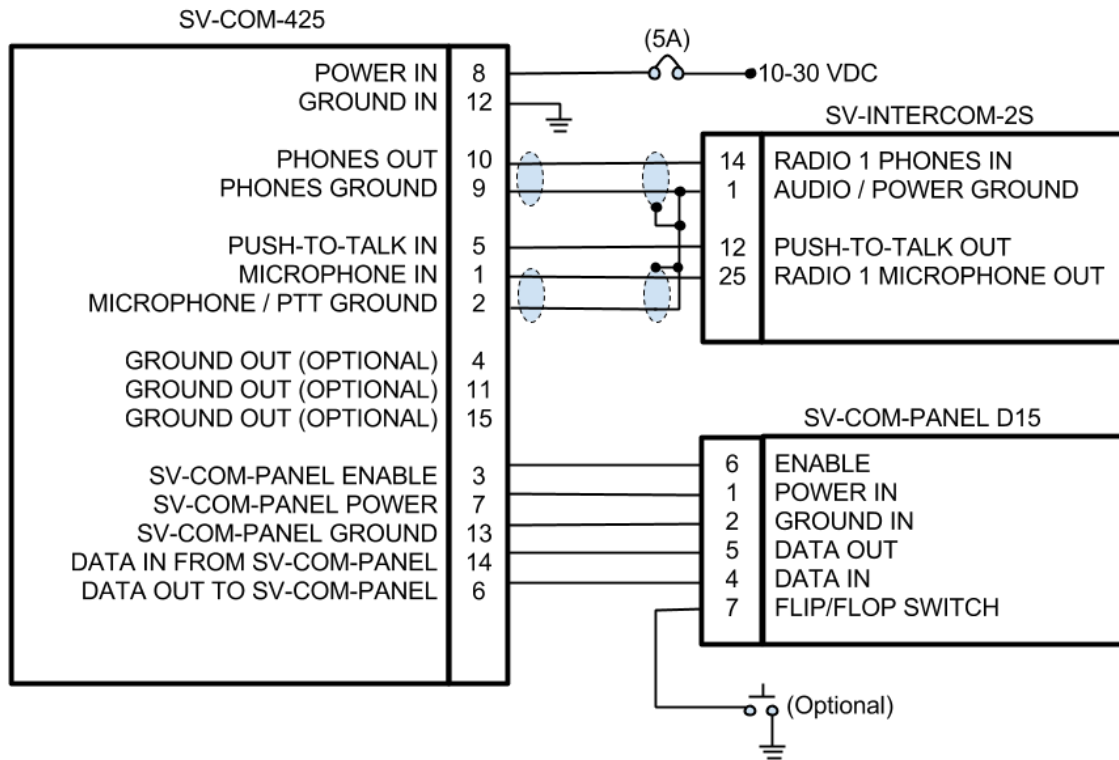 SV-COM-425
POWER IN 8
GROUND IN 12
PHONES OUT 10
PHONES GROUND 9
PUSH-TO-TALK IN 5
MICROPHONE IN 1
MICROPHONE / PTT GROUND 2
GROUND OUT (OPTIONAL) 4
GROUND OUT (OPTIONAL) 11
GROUND OUT (OPTIONAL) 15
SV-COM-PANEL ENABLE 3
SV-COM-PANEL POWER 7
SV-COM-PANEL GROUND 13
DATA IN FROM SV-COM-PANEL 14
DATA OUT TO SV-COM-PANEL 6
(5A)
10-30 VDC
SV-INTERCOM-2S
14 RADIO 1 PHONES IN
1 AUDIO / POWER GROUND
12 PUSH-TO-TALK OUT
25 RADIO 1 MICROPHONE OUT
SV-COM-PANEL D15
6 ENABLE
1 POWER IN
2 GROUND IN
5 DATA OUT
4 DATA IN
7 FLIP/FLOP SWITCH
(Optional)